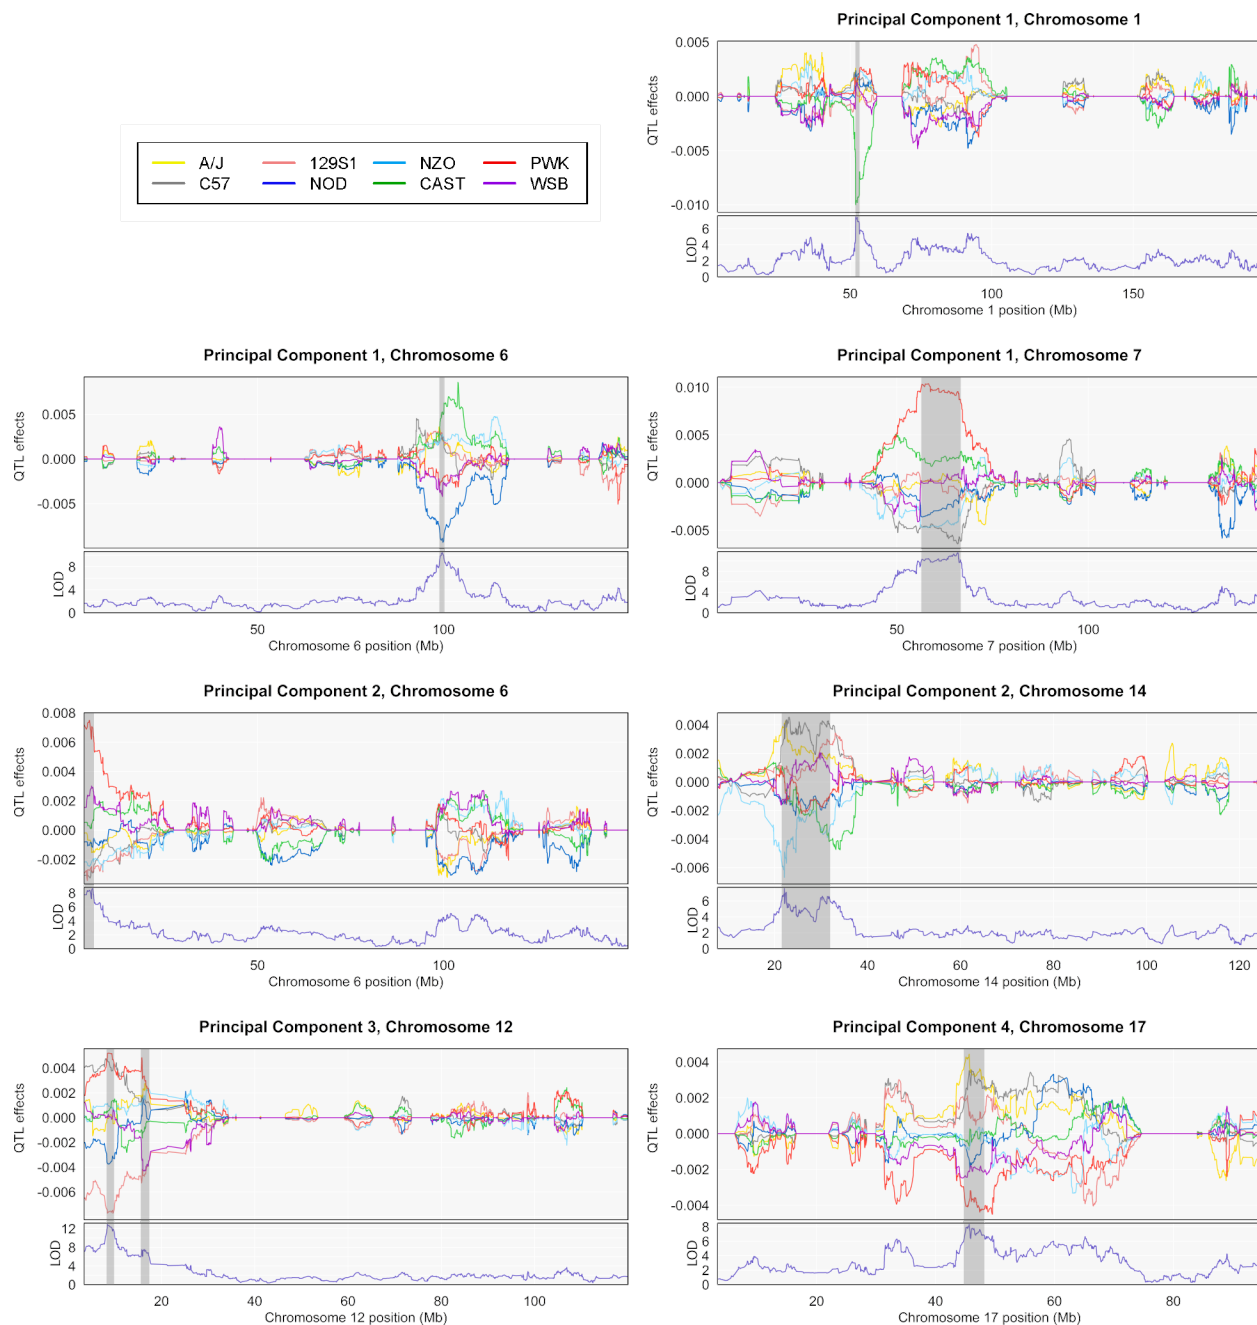 Principal Component 1, Chromosome 1
0.005
0.000
-0.005
-0.010
QTL effects
6
4
2
0
LOD
50
100
150
Chromosome 1 position (Mb)
A/J
129S1
NZO
PWK
C57
NOD
CAST
WSB
Principal Component 1, Chromosome 6
0.005
0.000
-0.005
QTL effects
8
4
0
LOD
50
100
Chromosome 6 position (Mb)
Principal Component 1, Chromosome 7
0.010
0.005
0.000
-0.005
QTL effects
8
4
0
LOD
50
100
Chromosome 7 position (Mb)
Principal Component 2, Chromosome 6
0.008
0.006
0.004
0.002
0.000
-0.002
QTL effects
8
6
4
2
0
LOD
50
100
Chromosome 6 position (Mb)
Principal Component 2, Chromosome 14
0.004
0.002
0.000
-0.002
-0.004
-0.006
QTL effects
6
4
2
0
LOD
20
40
60
80
100
120
Chromosome 14 position (Mb)
Principal Component 3, Chromosome 12
0.004
0.002
0.000
-0.002
-0.004
-0.006
QTL effects
12
8
4
0
LOD
20
40
60
80
100
Chromosome 12 position (Mb)
Principal Component 4, Chromosome 17
0.004
0.002
0.000
-0.002
-0.004
QTL effects
8
6
4
2
0
LOD
20
40
60
80
Chromosome 17 position (Mb)